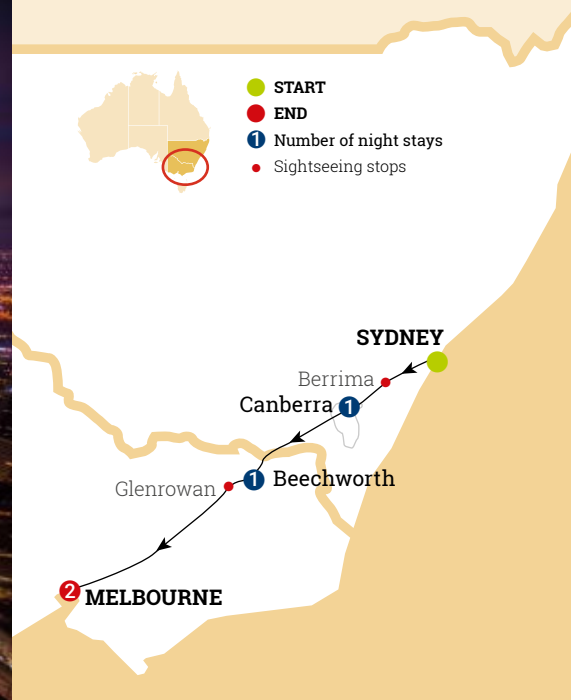 START
END
1 Number of night stays
Sightseeing stops
SYDNEY
Berrima
Canberra 1
1 Beechworth
Glenrowan
2 MELBOURNE